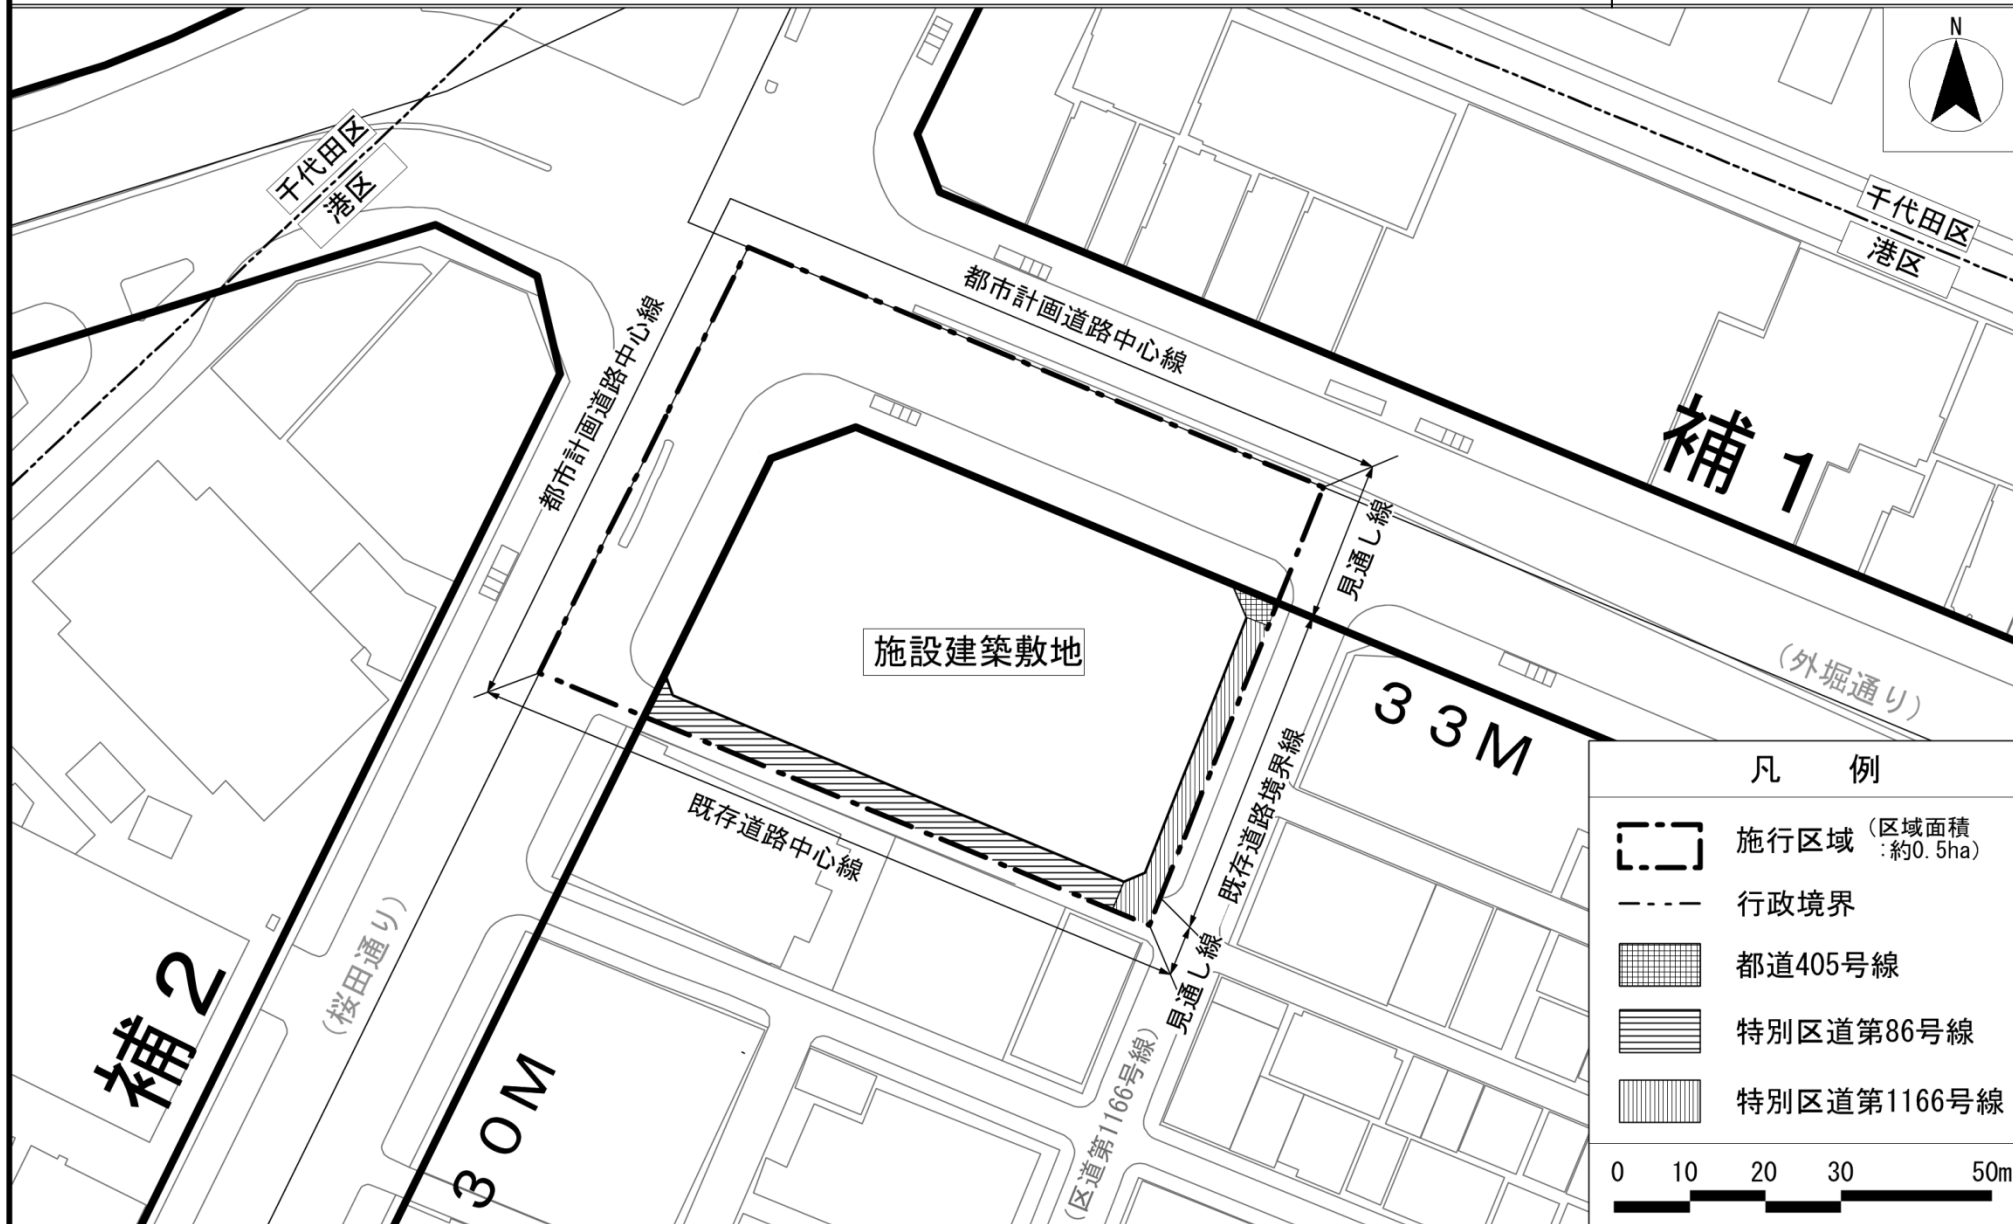 N
千代田区
港区
千代田区
港区
都市計画道路中心線
都市計画道路中心線
補1
見通し線
施設建築敷地
(外堀通り)
33M
既存道路境界線
既存道路中心線
見通し線
(桜田通り)
補2
30M
(区道第1166号線)
凡 例
施行区域 (区域面積
:約0.5ha)
行政境界
都道405号線
特別区道第86号線
特別区道第1166号線
0 10 20 30 50m